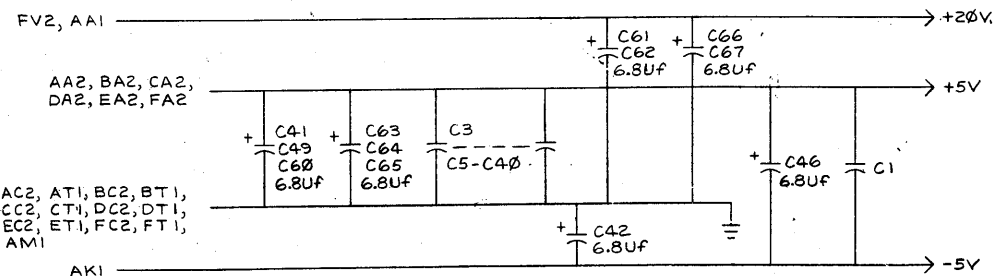 FV2, AA1
+20V.
+ C61
C62
6.8Uf
+ C66
C67
6.8Uf
AA2, BA2, CA2,
DA2, EA2, FA2
+5V
+ C41
C49
C60
6.8Uf
+ C63
C64
C65
6.8Uf
C3
C5-C40
+ C46
6.8Uf
C1
AC2, AT1, BC2, BT1,
CC2, CT1, DC2, DT1,
EC2, ET1, FC2, FT1,
AM1
+ C42
6.8Uf
AK1
-5V